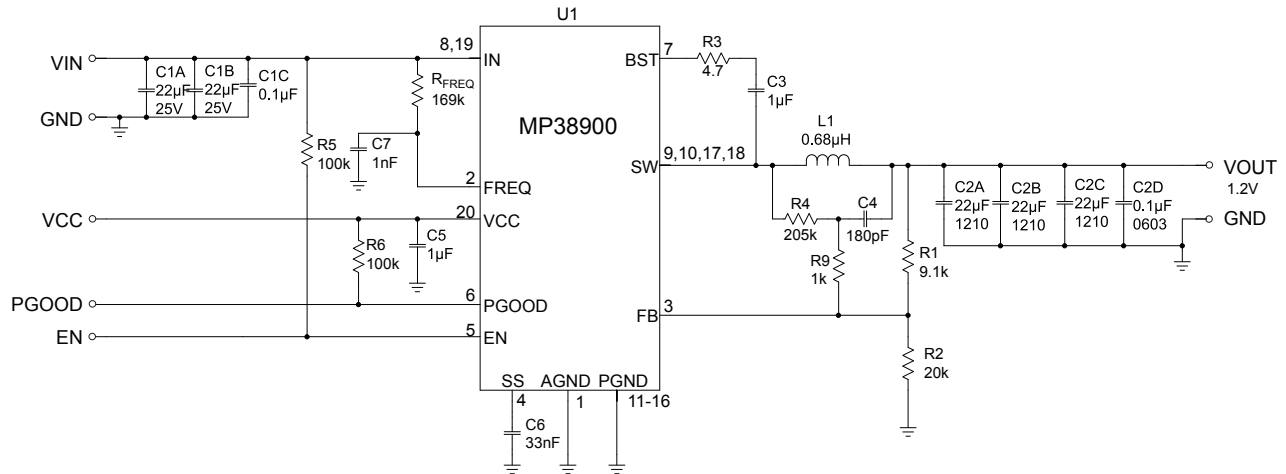 U1
MP38900
VIN
GND
C1A
22µF
25V
C1B
22µF
25V
C1C
0.1µF
8,19
IN
RFREQ
169k
R5
100k
C7
1nF
2
FREQ
VCC
20
VCC
R6
100k
C5
1µF
PGOOD
6
PGOOD
EN
5
EN
SS
4
C6
33nF
AGND
1
PGND
11-16
BST
7
R3
4.7
C3
1µF
SW
9,10,17,18
L1
0.68µH
R4
205k
C4
180pF
R9
1k
R1
9.1k
FB
3
R2
20k
C2A
22µF
1210
C2B
22µF
1210
C2C
22µF
1210
C2D
0.1µF
0603
VOUT
1.2V
GND